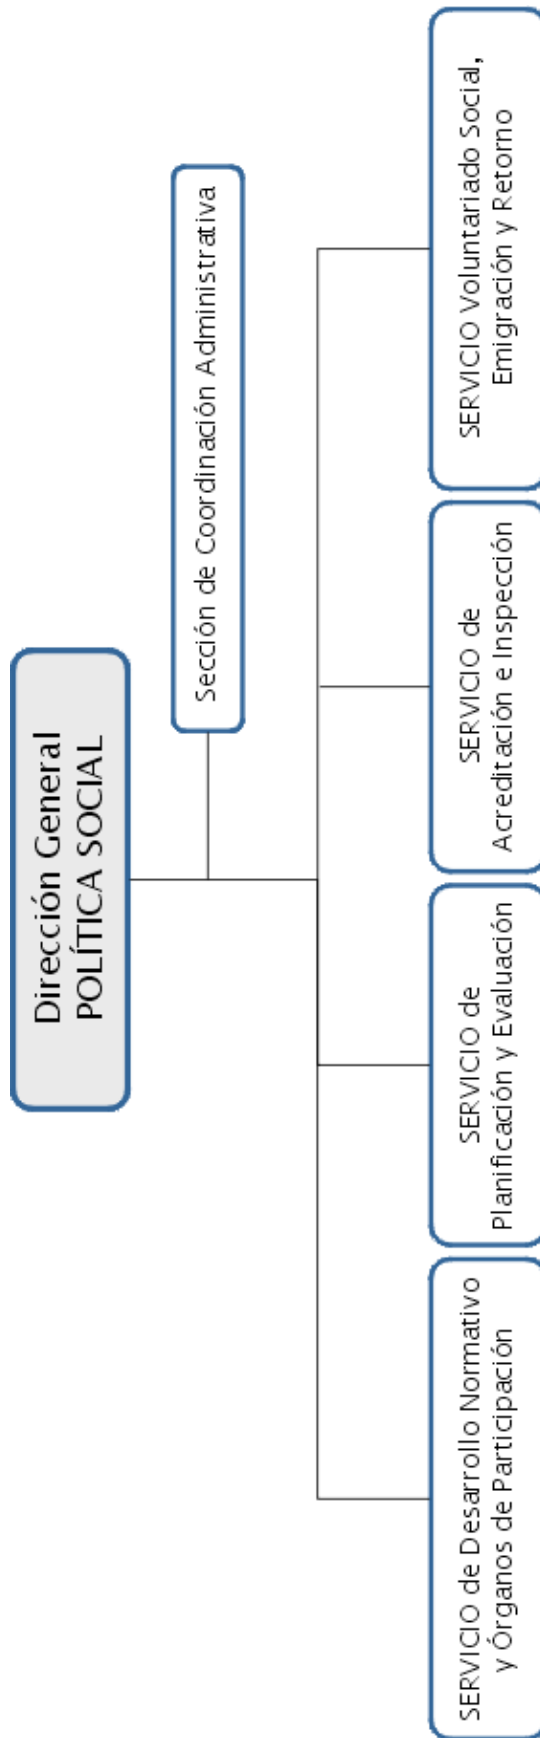 Dirección General
POLÍTICA SOCIAL
Sección de Coordinación Administrativa
SERVICIO de Desarrollo Normativo
y Órganos de Participación
SERVICIO de
Planificación y Evaluación
SERVICIO de
Acreditación e Inspección
SERVICIO Voluntariado Social,
Emigración y Retorno